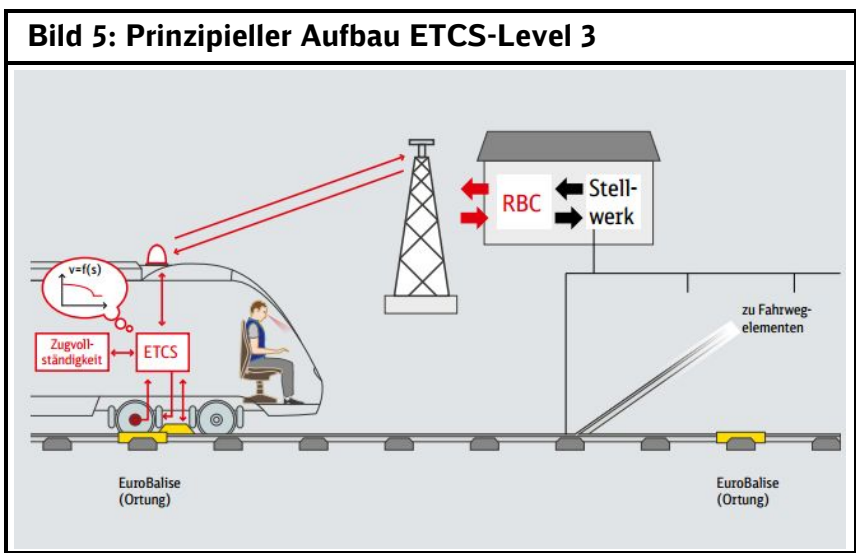 Bild 5: Prinzipieller Aufbau ETCS-Level 3
RBC
Stell-
werk
v=f(s)
Zugvoll-
ständigkeit
ETCS
zu Fahrweg-
elementen
EuroBalise
(Ortung)
EuroBalise
(Ortung)